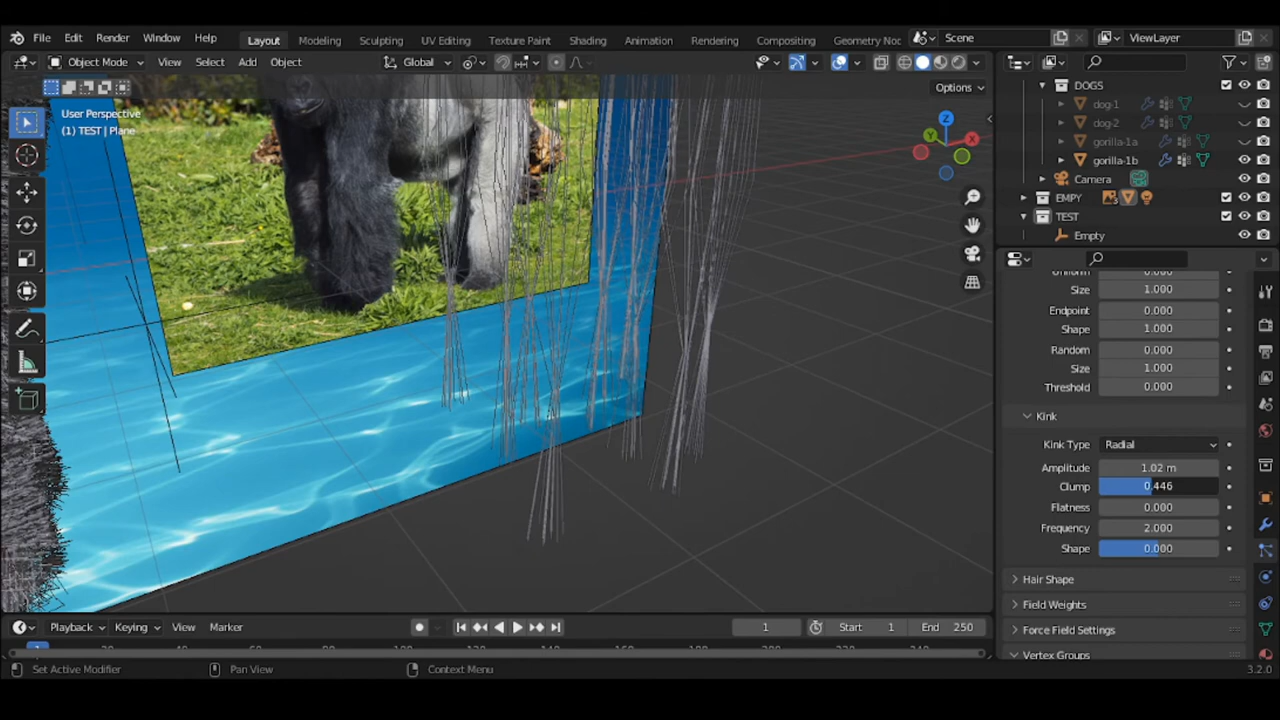 File Edit Render Window Help Layout Modeling Sculpting UV Editing Texture Paint Shading Animation Rendering Compositing Geometry Noc Scene ViewLayer
Object Mode View Select Add Object Global
Options
User Perspective
(1) TEST | Plane
Z
Y
X
DOGS
dog-1
dog-2
gorilla-1a
gorilla-1b
Camera
EMPY
TEST
Empty
Size 1.000
Endpoint 0.000
Shape 1.000
Random 0.000
Size 1.000
Threshold 0.000
Kink
Kink Type Radial
Amplitude 1.02 m
Clump 0.446
Flatness 0.000
Frequency 2.000
Shape 0.000
Hair Shape
Field Weights
Force Field Settings
Vertex Groups
Playback Keying View Marker 1 Start 1 End 250
Set Active Modifier Pan View Context Menu 3.2.0